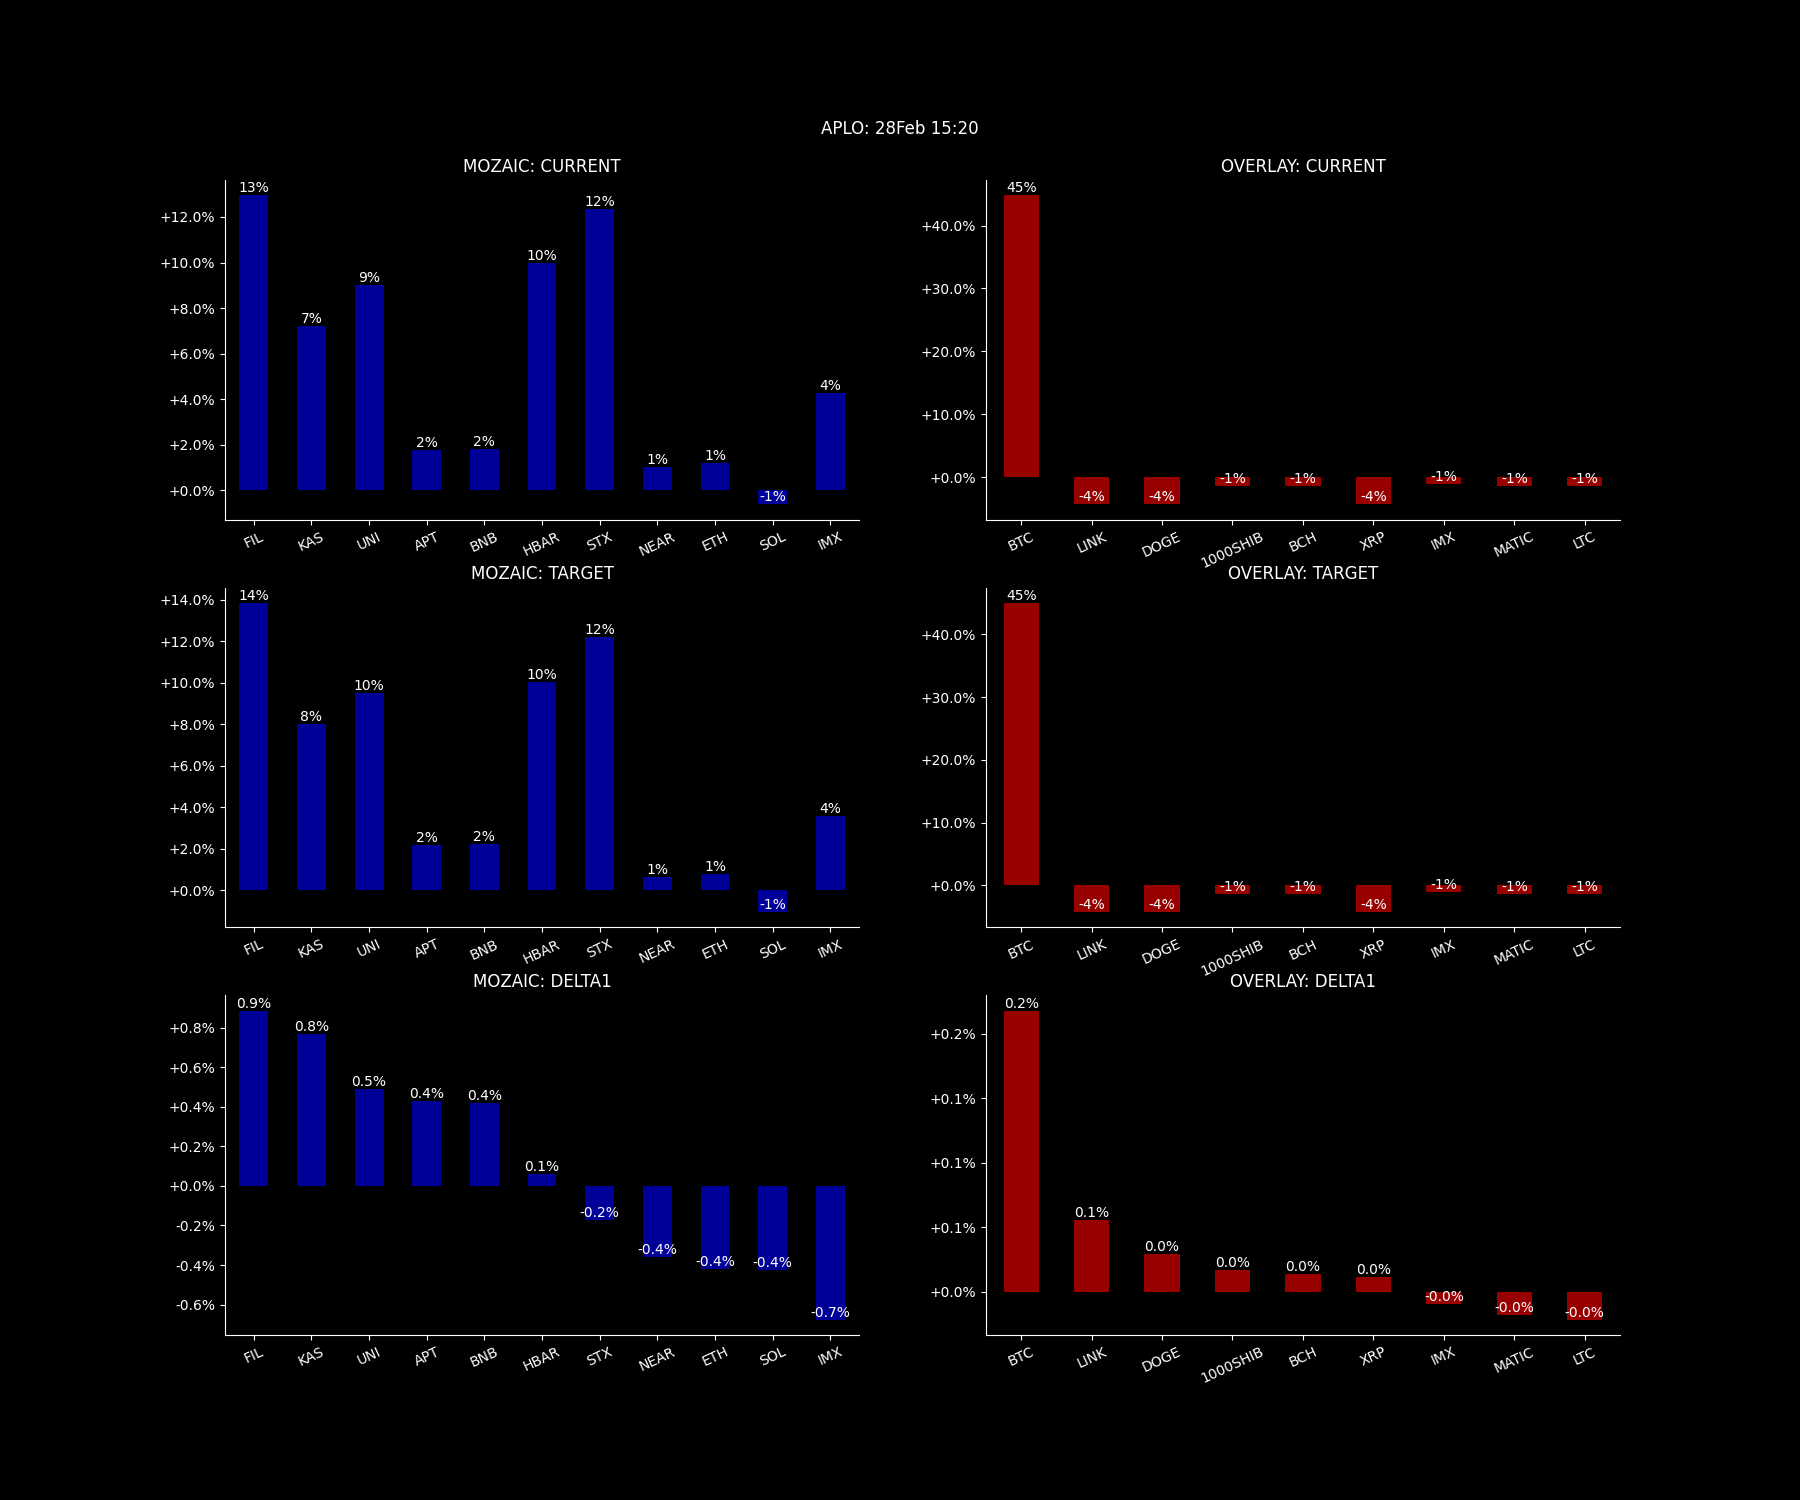 APLO: 28Feb 15:20
MOZAIC: CURRENT
+12.0%
+10.0%
+8.0%
+6.0%
+4.0%
+2.0%
+0.0%
13% 7% 9% 2% 2% 10% 12% 1% 1% -1% 4%
FIL KAS UNI APT BNB HBAR STX NEAR ETH SOL IMX
OVERLAY: CURRENT
+40.0%
+30.0%
+20.0%
+10.0%
+0.0%
45% -4% -4% -1% -1% -4% -1% -1% -1%
BTC LINK DOGE 1000SHIB BCH XRP IMX MATIC LTC
MOZAIC: TARGET
+14.0%
+12.0%
+10.0%
+8.0%
+6.0%
+4.0%
+2.0%
+0.0%
14% 8% 10% 2% 2% 10% 12% 1% 1% -1% 4%
FIL KAS UNI APT BNB HBAR STX NEAR ETH SOL IMX
OVERLAY: TARGET
+40.0%
+30.0%
+20.0%
+10.0%
+0.0%
45% -4% -4% -1% -1% -4% -1% -1% -1%
BTC LINK DOGE 1000SHIB BCH XRP IMX MATIC LTC
MOZAIC: DELTA1
+0.8%
+0.6%
+0.4%
+0.2%
+0.0%
-0.2%
-0.4%
-0.6%
0.9% 0.8% 0.5% 0.4% 0.4% 0.1% -0.2% -0.4% -0.4% -0.4% -0.7%
FIL KAS UNI APT BNB HBAR STX NEAR ETH SOL IMX
OVERLAY: DELTA1
+0.2%
+0.1%
+0.1%
+0.1%
+0.0%
0.2% 0.1% 0.0% 0.0% 0.0% 0.0% -0.0% -0.0% -0.0%
BTC LINK DOGE 1000SHIB BCH XRP IMX MATIC LTC